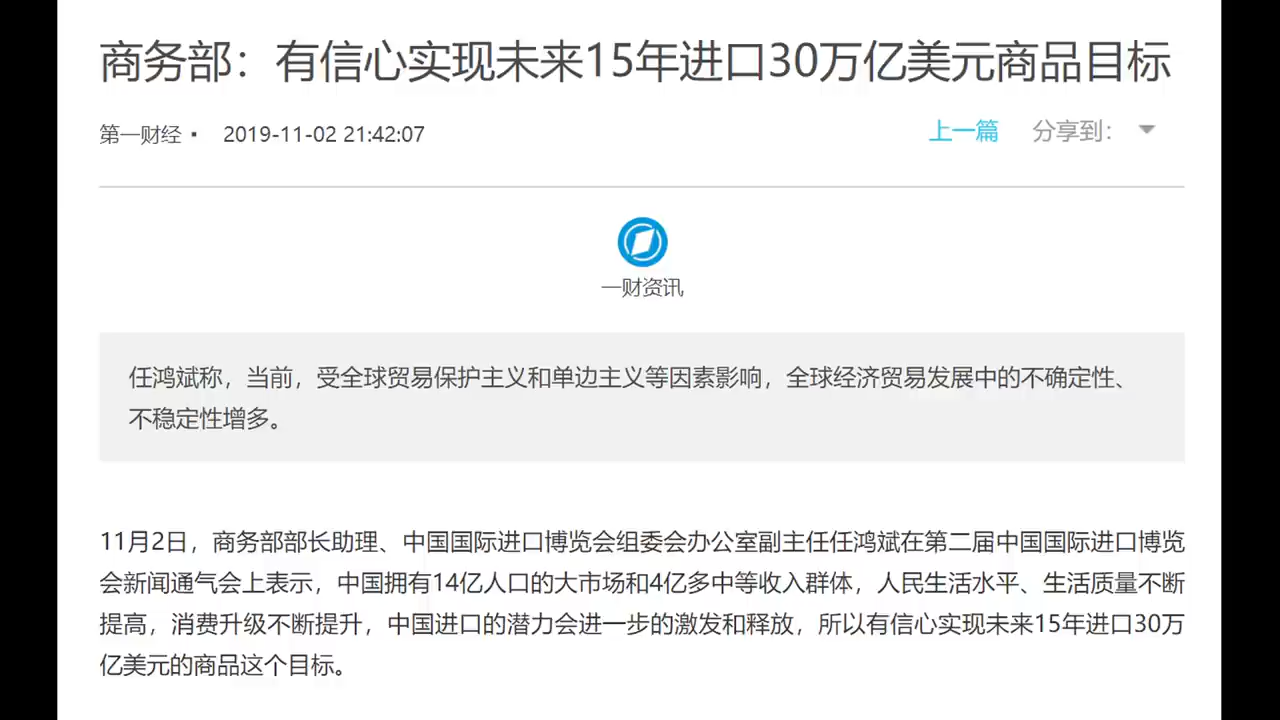 商务部：有信心实现未来15年进口30万亿美元商品目标
第一财经 · 2019-11-02 21:42:07
上一篇 分享到：
一财资讯
任鸿斌称，当前，受全球贸易保护主义和单边主义等因素影响，全球经济贸易发展中的不确定性、
不稳定性增多。
11月2日，商务部部长助理、中国国际进口博览会组委会办公室副主任任鸿斌在第二届中国国际进口博览
会新闻通气会上表示，中国拥有14亿人口的大市场和4亿多中等收入群体，人民生活水平、生活质量不断
提高，消费升级不断提升，中国进口的潜力会进一步的激发和释放，所以有信心实现未来15年进口30万
亿美元的商品这个目标。